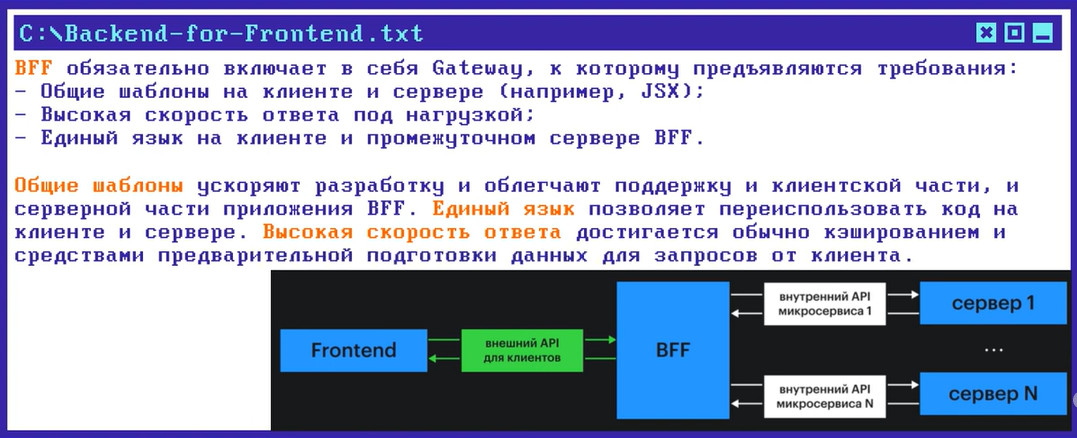 C:\Backend-for-Frontend.txt
BFF обязательно включает в себя Gateway, к которому предъявляются требования:
- Общие шаблоны на клиенте и сервере (например, JSX);
- Высокая скорость ответа под нагрузкой;
- Единый язык на клиенте и промежуточном сервере BFF.
Общие шаблоны ускоряют разработку и облегчают поддержку и клиентской части, и
серверной части приложения BFF. Единый язык позволяет переиспользовать код на
клиенте и сервере. Высокая скорость ответа достигается обычно кэшированием и
средствами предварительной подготовки данных для запросов от клиента.
Frontend
внешний API
для клиентов
BFF
внутренний API
микросервиса 1
сервер 1
...
внутренний API
микросервиса N
сервер N